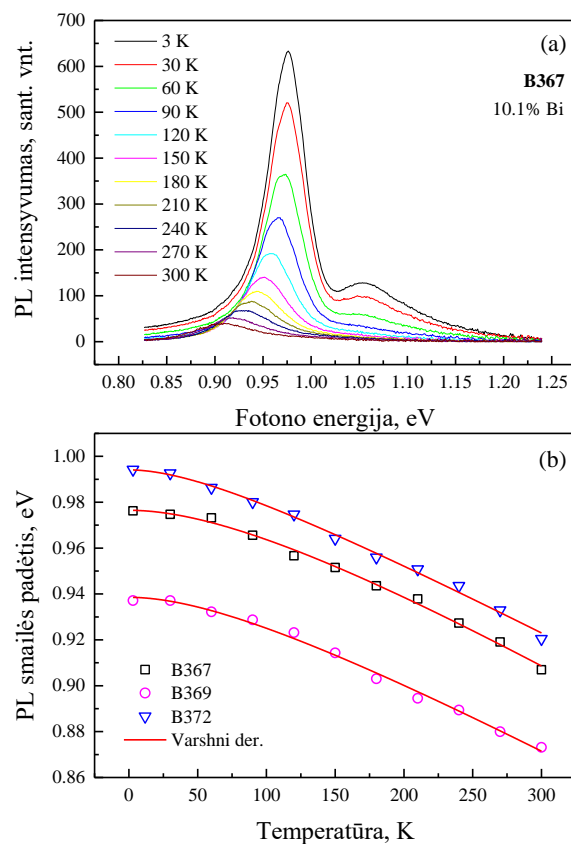 (a)
B367
10.1% Bi
3 K
30 K
60 K
90 K
120 K
150 K
180 K
210 K
240 K
270 K
300 K
PL intensyvumas, sant. vnt.
700
600
500
400
300
200
100
0
0.80 0.85 0.90 0.95 1.00 1.05 1.10 1.15 1.20 1.25
Fotono energija, eV
(b)
PL smailės padėtis, eV
1.00
0.98
0.96
0.94
0.92
0.90
0.88
0.86
B367
B369
B372
Varshni der.
0 50 100 150 200 250 300
Temperatūra, K